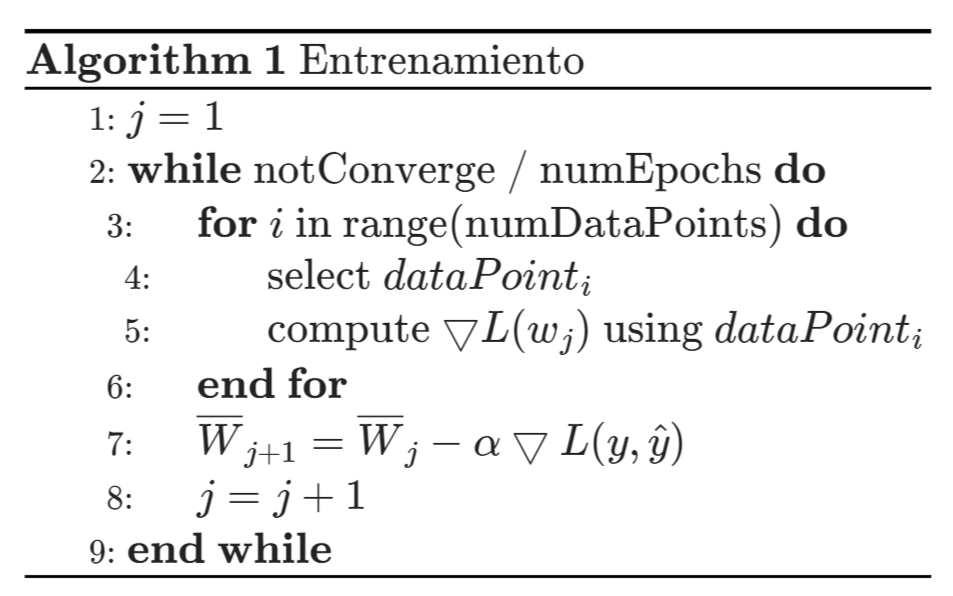 Algorithm 1 Entrenamiento
1: j = 1
2: while notConverge / numEpochs do
3: for i in range(numDataPoints) do
4: select dataPoint_i
5: compute ▽L(w_j) using dataPoint_i
6: end for
7: W̅_{j+1} = W̅_j − α ▽ L(y, ŷ)
8: j = j + 1
9: end while